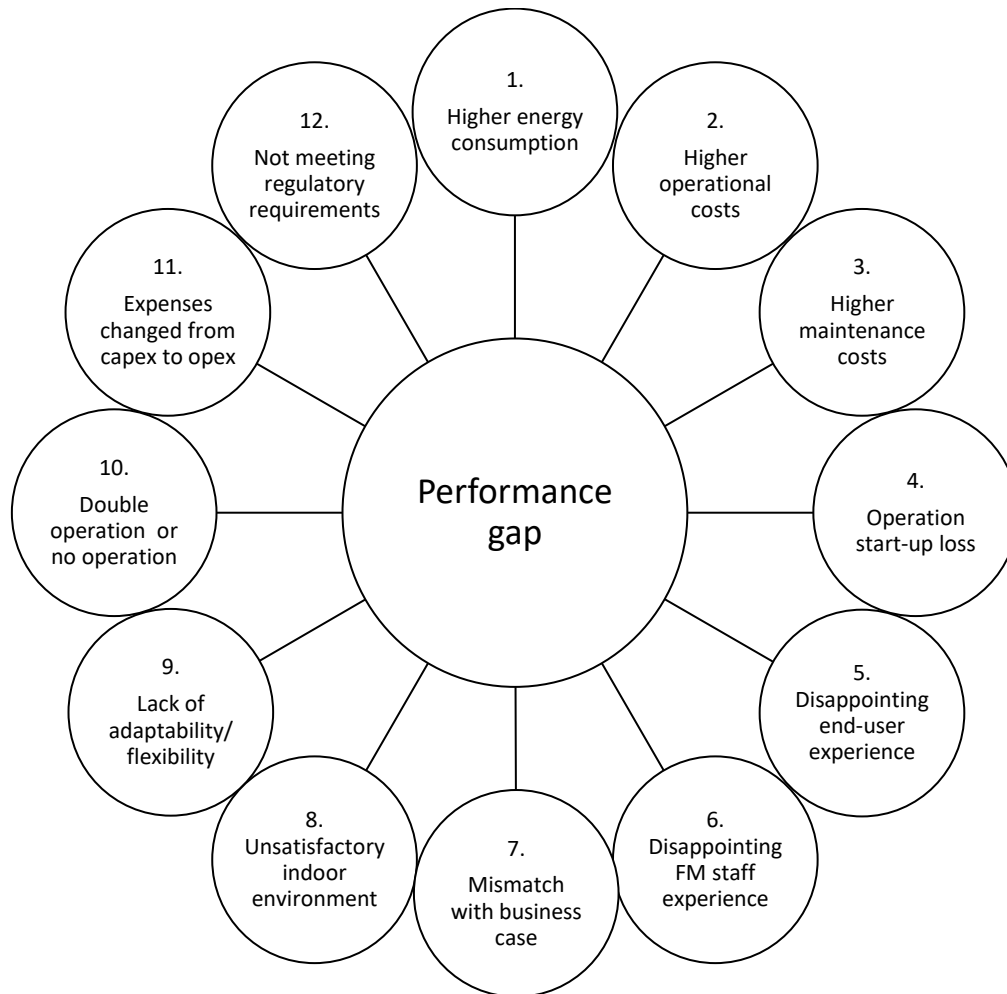 1.
Higher energy
consumption
2.
Higher
operational
costs
3.
Higher
maintenance
costs
4.
Operation
start-up loss
5.
Disappointing
end-user
experience
6.
Disappointing
FM staff
experience
7.
Mismatch
with business
case
8.
Unsatisfactory
indoor
environment
9.
Lack of
adaptability/
flexibility
10.
Double
operation or
no operation
11.
Expenses
changed from
capex to opex
12.
Not meeting
regulatory
requirements
Performance
gap